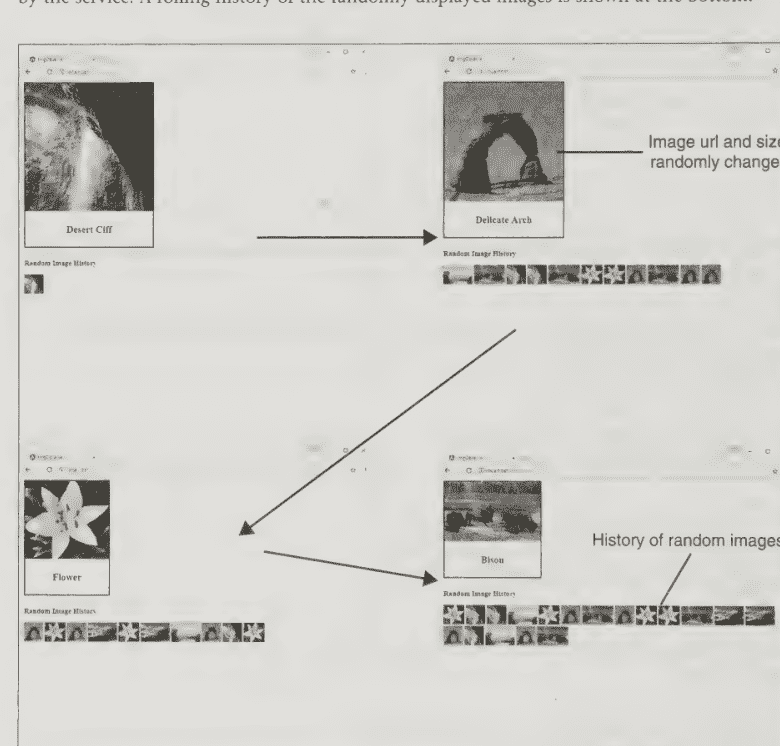 by the service. A rolling history of the randomly displayed images is shown at the bottom.
Desert Cliff
Random Image History
Delicate Arch
Random Image History
Image url and size
randomly change
Flower
Random Image History
Bison
Random Image History
History of random images